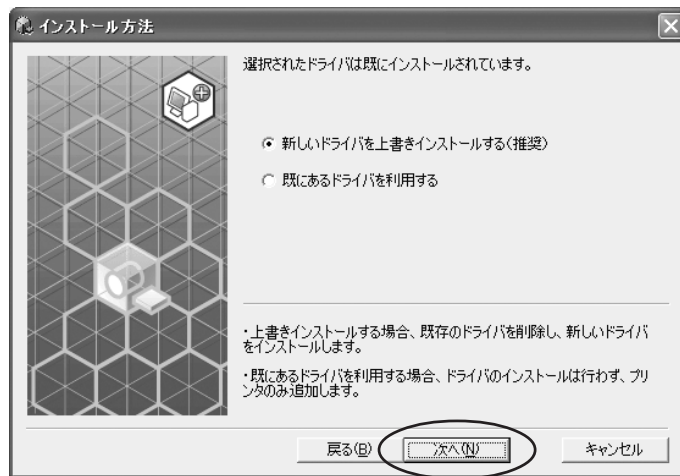 インストール方法
選択されたドライバは既にインストールされています。
新しいドライバを上書きインストールする(推奨)
既にあるドライバを利用する
・上書きインストールする場合、既存のドライバを削除し、新しいドライバ
をインストールします。
・既にあるドライバを利用する場合、ドライバのインストールは行わず、プリ
ンタのみ追加します。
戻る(B) 次へ(N) キャンセル